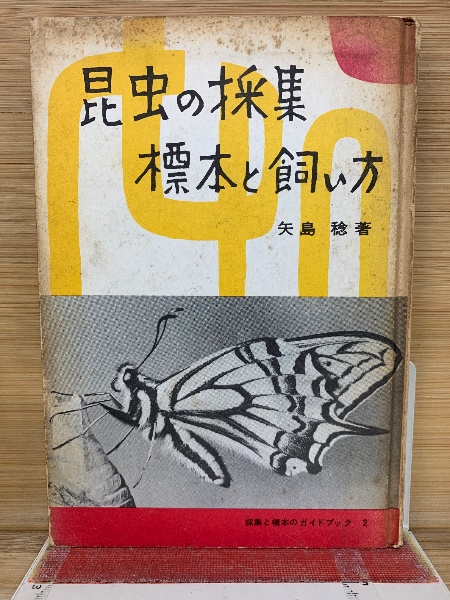 昆虫の採集
標本と飼い方
矢島 稔著
採集と標本のガイドブック 2